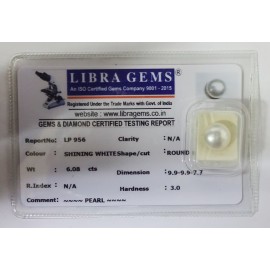 LIBRA GEMS ®
An ISO Certified Gems Company 9001 - 2015
Registered Under the Trade Marks with Govt. of India
website : www.libragems.co.in
GEMS & DIAMOND CERTIFIED TESTING REPORT
ReportNo: LP 956 Clarity : N/A
Colour : SHINING WHITE Shape/cut : ROUND
Wt : 6.08 cts : 9.9-9.9-7.7
R.Index : N/A Hardness : 3.0
Comment : ~~~~ PEARL ~~~~